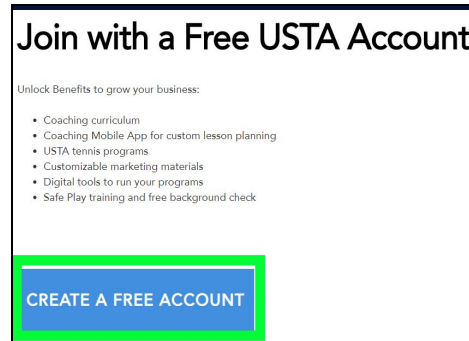 Join with a Free USTA Account
Unlock Benefits to grow your business:
• Coaching curriculum
• Coaching Mobile App for custom lesson planning
• USTA tennis programs
• Customizable marketing materials
• Digital tools to run your programs
• Safe Play training and free background check
CREATE A FREE ACCOUNT